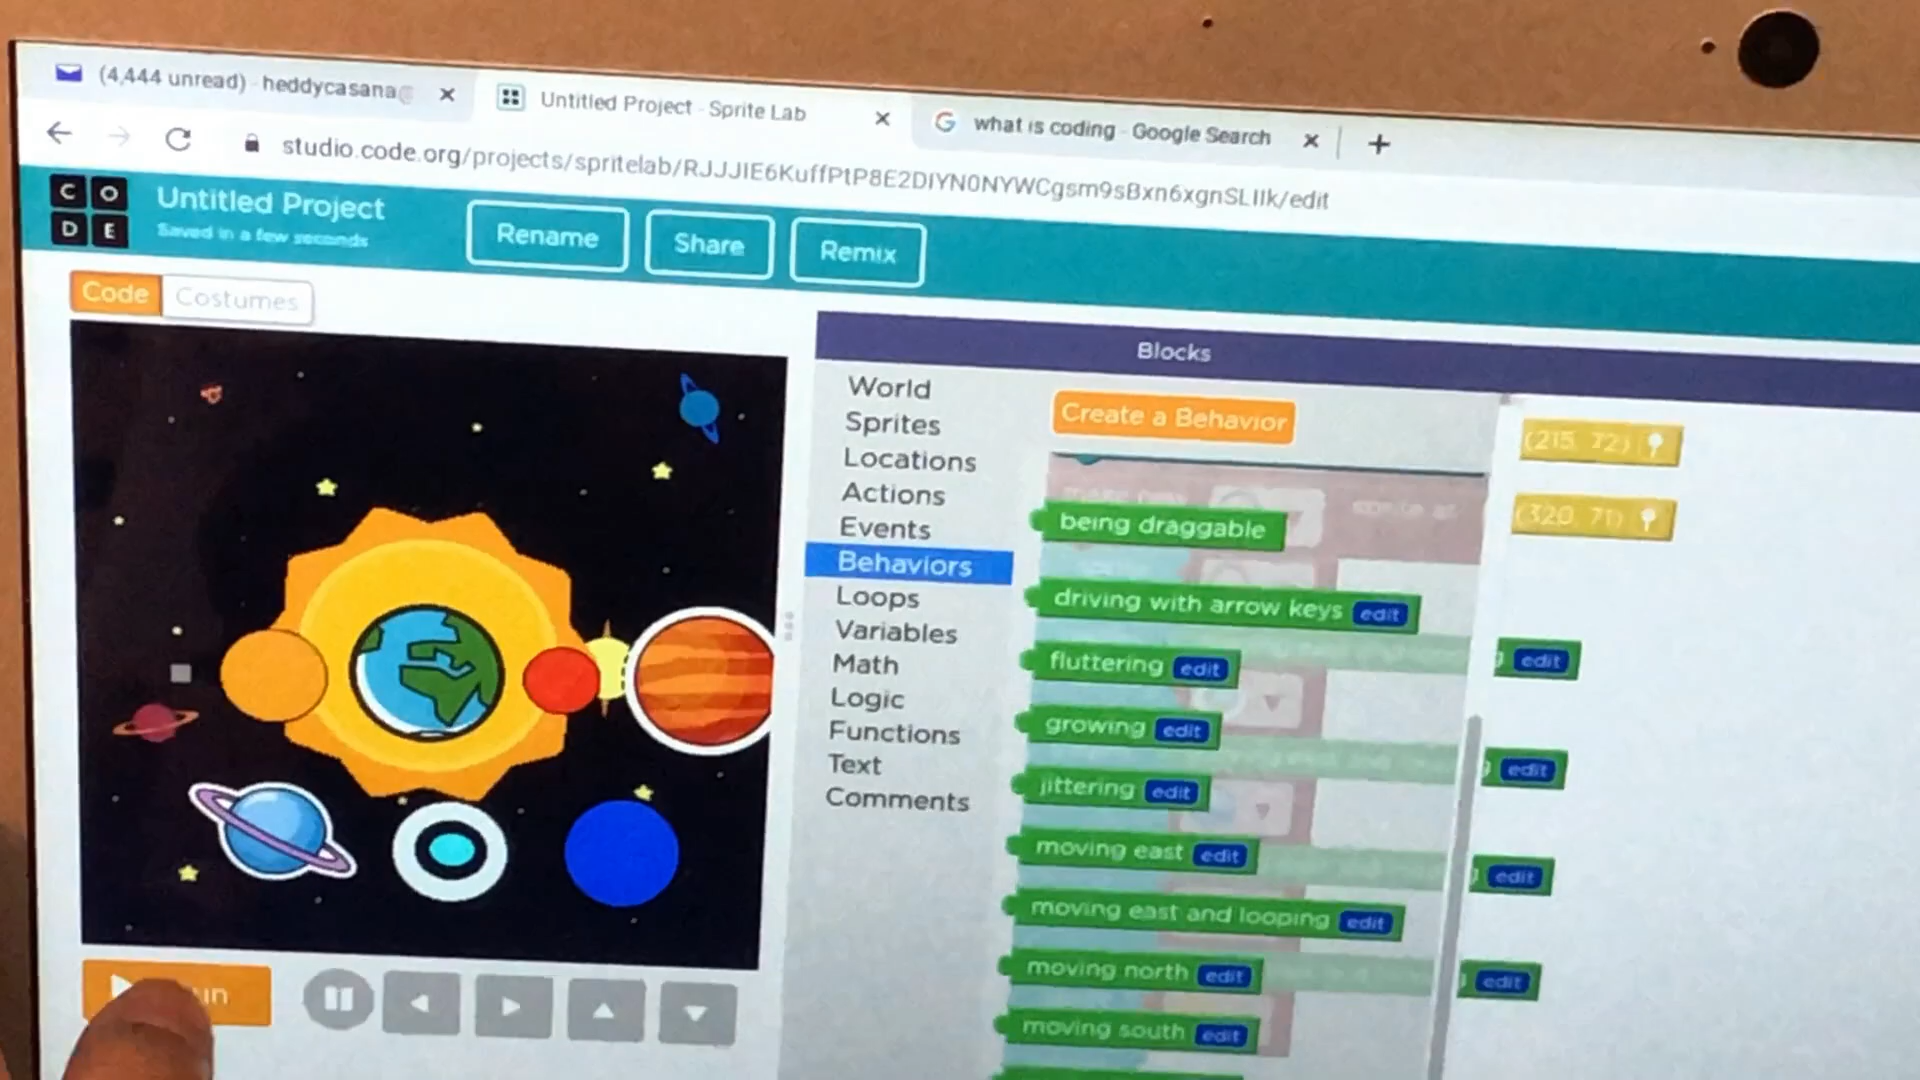 (4,444 unread) - heddycasana@
Untitled Project - Sprite Lab
what is coding - Google Search
studio.code.org/projects/spritelab/RJJJIE6KuffPtP8E2DIYN0NYWCgsm9sBxn6xgnSLIIk/edit
C O
D E
Untitled Project
Saved in a few seconds
Rename
Share
Remix
Code
Costumes
Blocks
World
Sprites
Locations
Actions
Events
Behaviors
Loops
Variables
Math
Logic
Functions
Text
Comments
Create a Behavior
being draggable
driving with arrow keys edit
fluttering edit
growing edit
jittering edit
moving east edit
moving east and looping edit
moving north edit
moving south edit
(215, 72)
(320, 71)
edit
edit
edit
edit